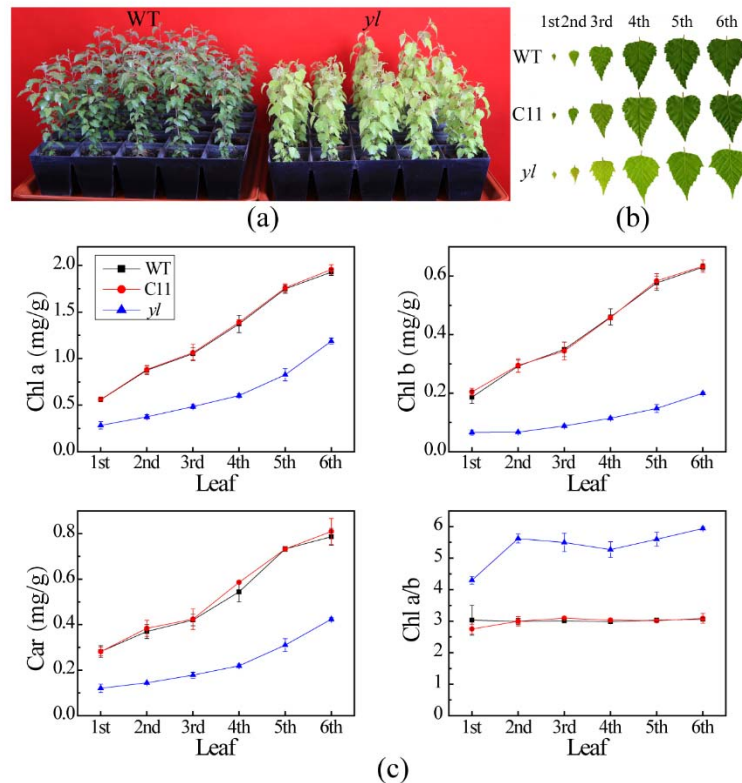 WT yl
(a)
1st 2nd 3rd 4th 5th 6th
WT
C11
yl
(b)
WT
C11
yl
Chl a (mg/g)
2.0
1.5
1.0
0.5
0.0
1st 2nd 3rd 4th 5th 6th
Leaf
Chl b (mg/g)
0.6
0.4
0.2
0.0
1st 2nd 3rd 4th 5th 6th
Leaf
Car (mg/g)
0.8
0.6
0.4
0.2
0.0
1st 2nd 3rd 4th 5th 6th
Leaf
Chl a/b
6
5
4
3
2
1
0
1st 2nd 3rd 4th 5th 6th
Leaf
(c)